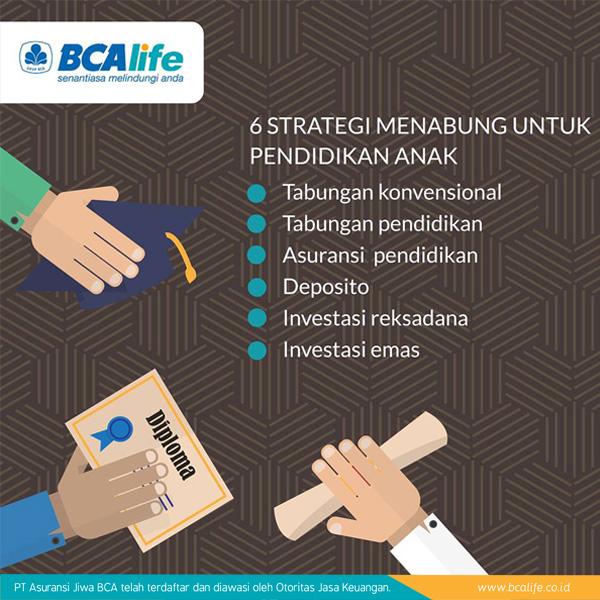 BCAlife
senantiasa melindungi anda
6 STRATEGI MENABUNG UNTUK
PENDIDIKAN ANAK
Tabungan konvensional
Tabungan pendidikan
Asuransi pendidikan
Deposito
Investasi reksadana
Investasi emas
Diploma
PT Asuransi Jiwa BCA telah terdaftar dan diawasi oleh Otoritas Jasa Keuangan.
www.bcalife.co.id